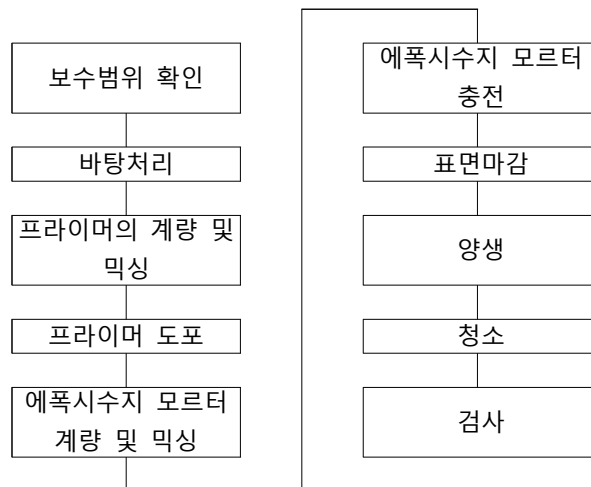 보수범위 확인
바탕처리
프라이머의 계량 및
믹싱
프라이머 도포
에폭시수지 모르터
계량 및 믹싱
에폭시수지 모르터
충전
표면마감
양생
청소
검사